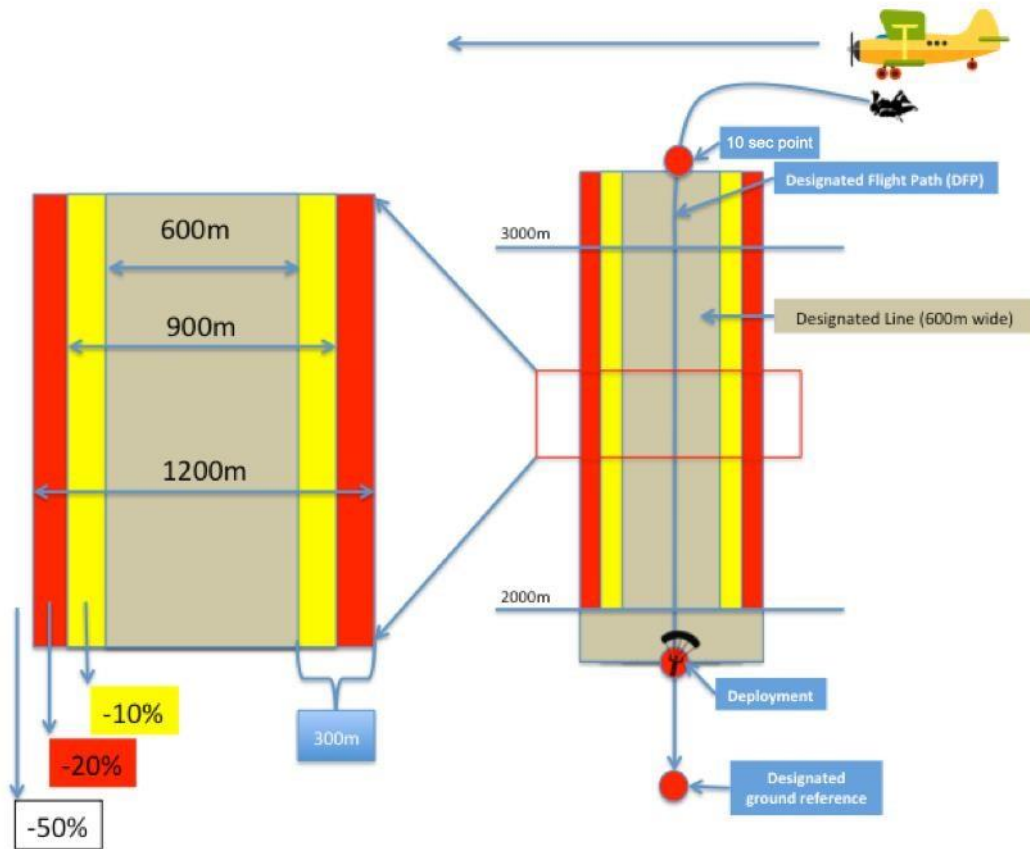 10 sec point
Designated Flight Path (DFP)
600m
3000m
900m
Designated Line (600m wide)
1200m
2000m
-10%
-20%
-50%
300m
Deployment
Designated
ground reference